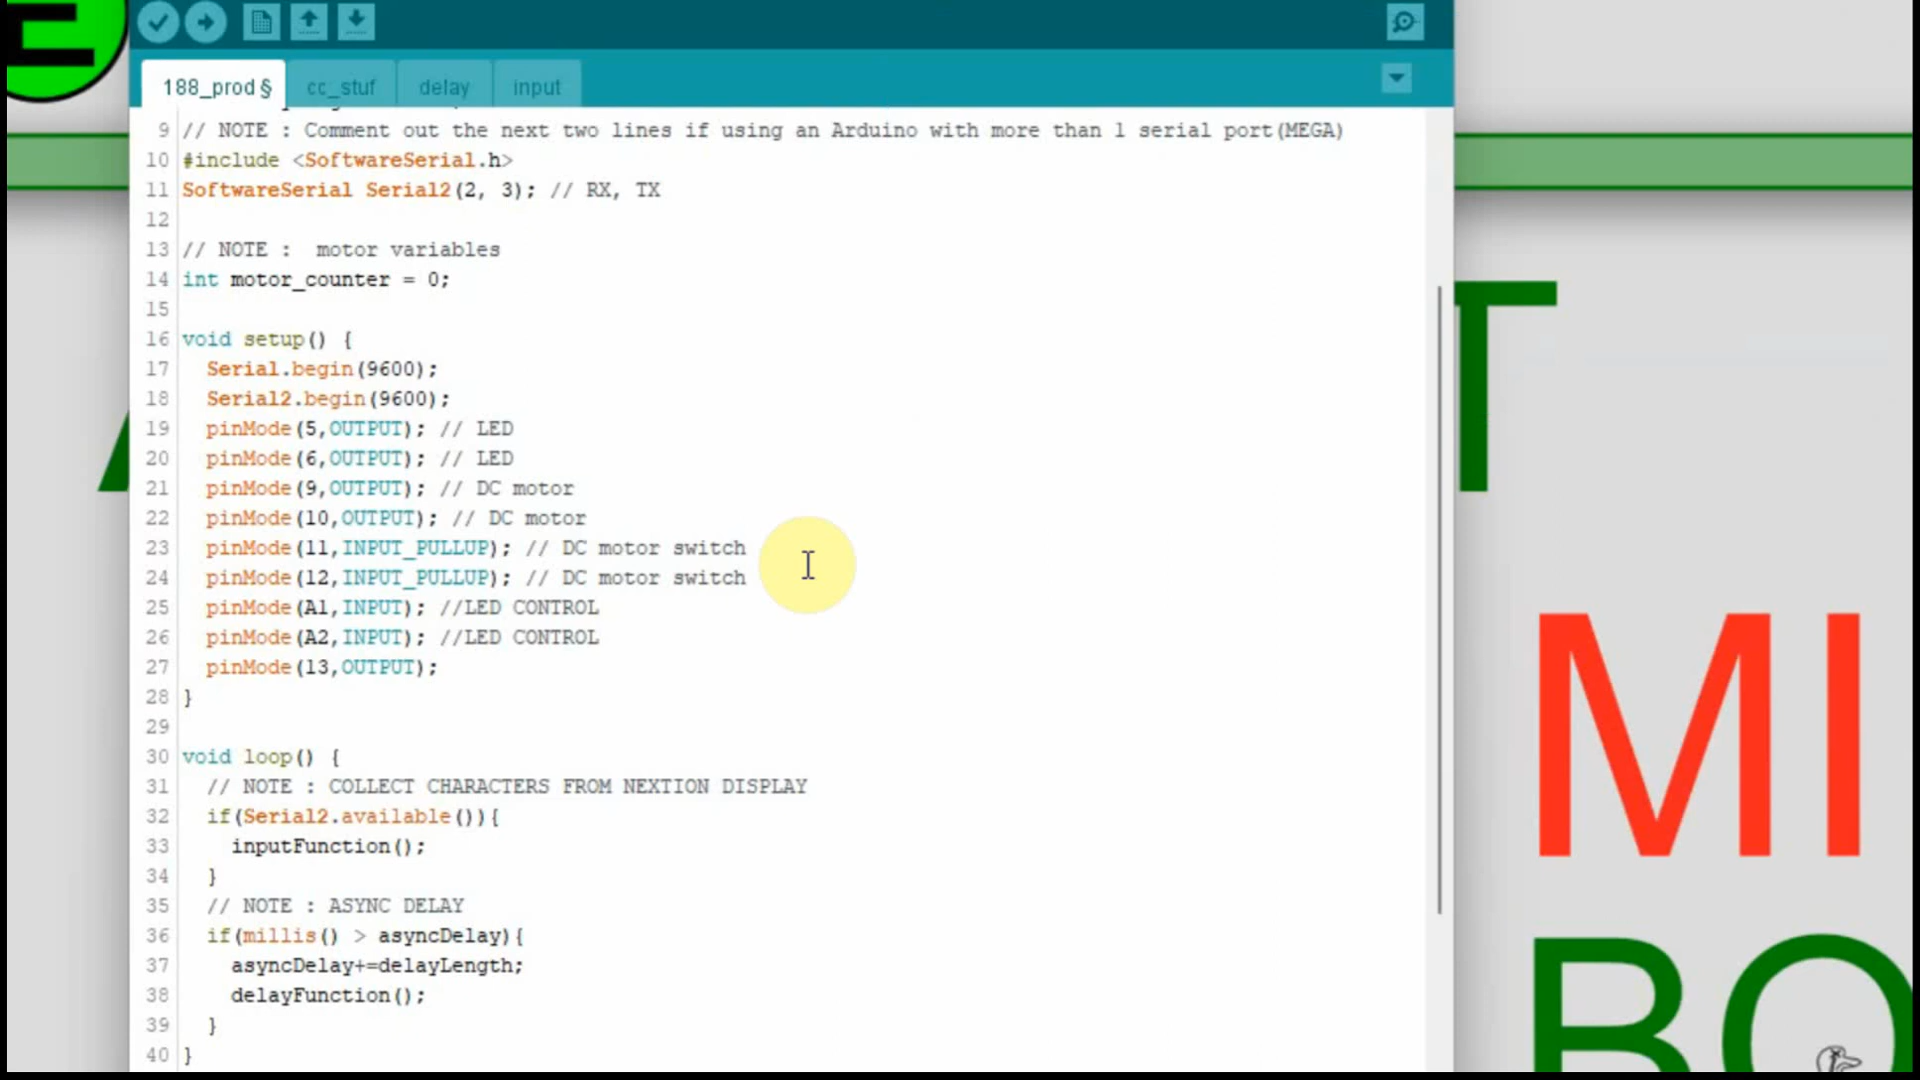 E
188_prod § cc_stuf delay input
9 // NOTE : Comment out the next two lines if using an Arduino with more than 1 serial port(MEGA)
10 #include <SoftwareSerial.h>
11 SoftwareSerial Serial2(2, 3); // RX, TX
12
13 // NOTE :  motor variables
14 int motor_counter = 0;
15
16 void setup() {
17   Serial.begin(9600);
18   Serial2.begin(9600);
19   pinMode(5,OUTPUT); // LED
20   pinMode(6,OUTPUT); // LED
21   pinMode(9,OUTPUT); // DC motor
22   pinMode(10,OUTPUT); // DC motor
23   pinMode(11,INPUT_PULLUP); // DC motor switch
24   pinMode(12,INPUT_PULLUP); // DC motor switch
25   pinMode(A1,INPUT); //LED CONTROL
26   pinMode(A2,INPUT); //LED CONTROL
27   pinMode(13,OUTPUT);
28 }
29
30 void loop() {
31   // NOTE : COLLECT CHARACTERS FROM NEXTION DISPLAY
32   if(Serial2.available()){
33     inputFunction();
34   }
35   // NOTE : ASYNC DELAY
36   if(millis() > asyncDelay){
37     asyncDelay+=delayLength;
38     delayFunction();
39   }
40 }
T
MI
BO